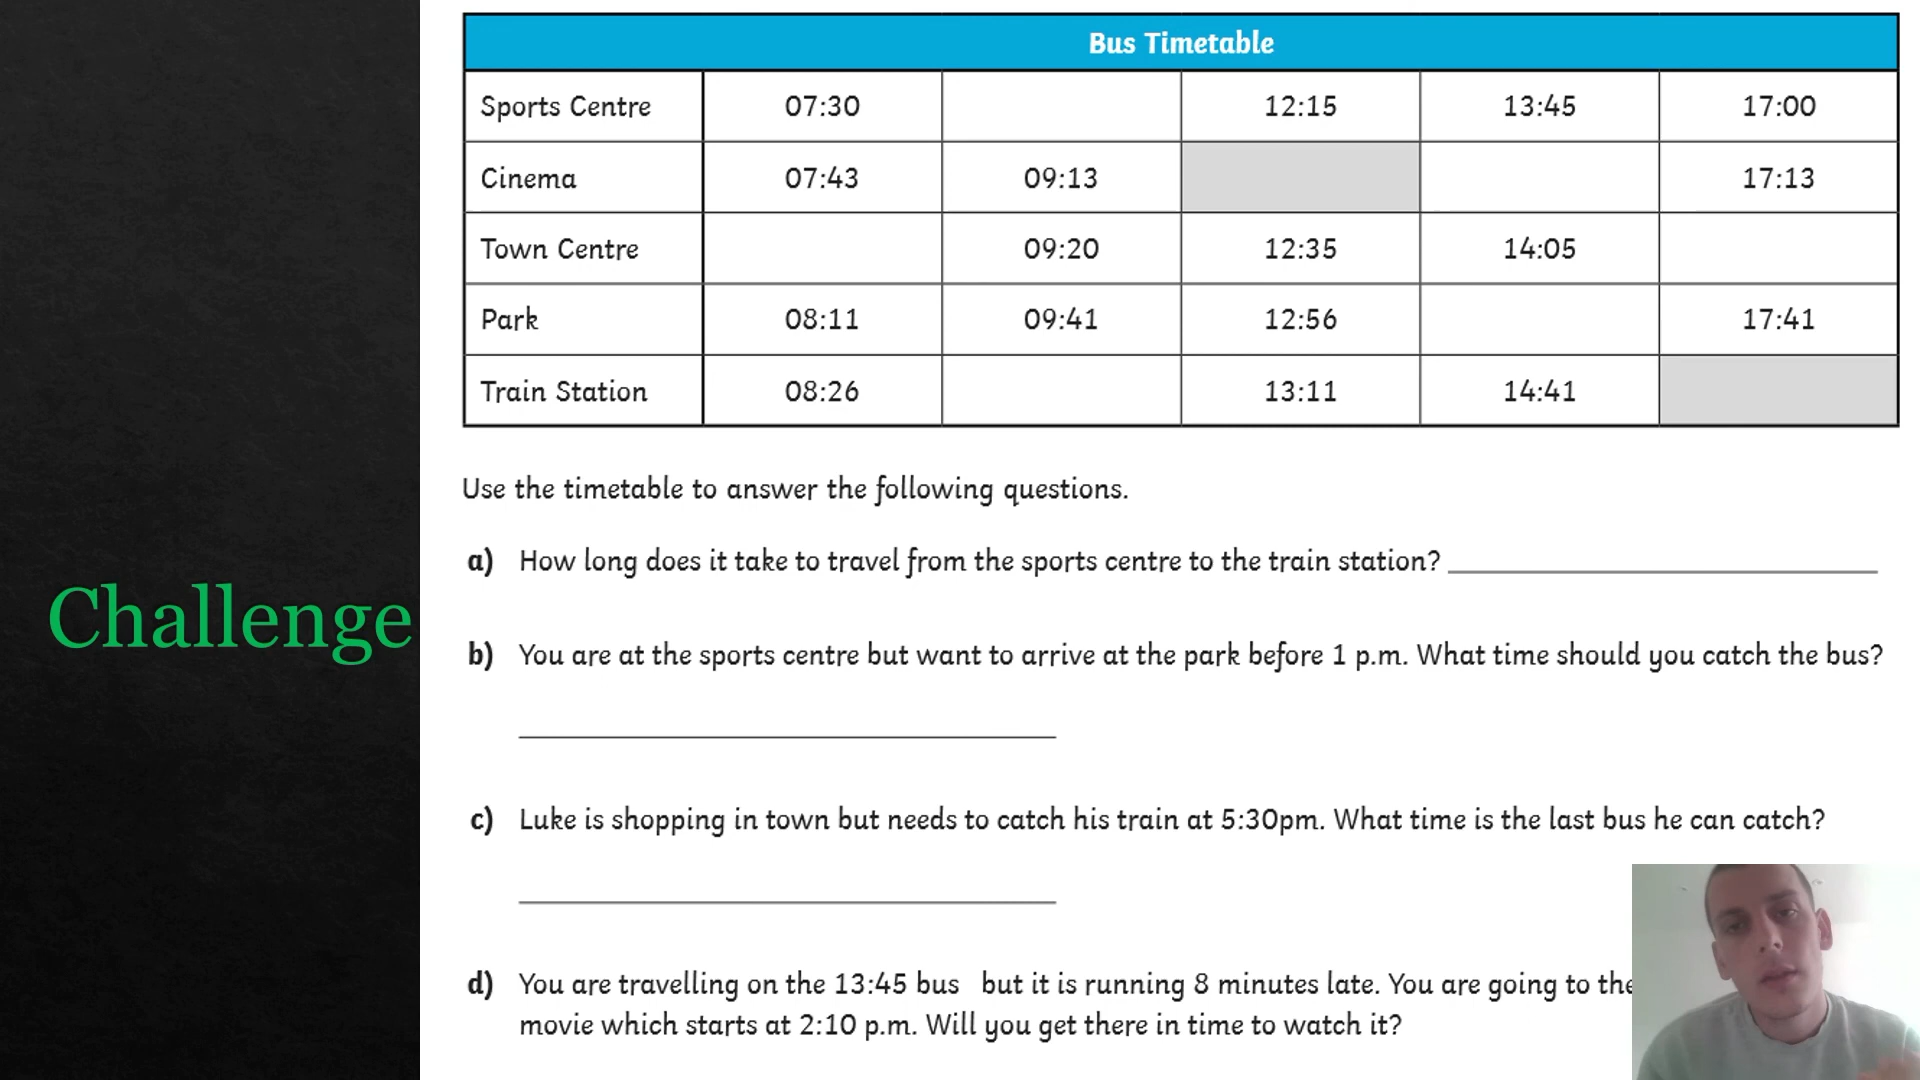 Bus Timetable
Sports Centre 07:30 12:15 13:45 17:00
Cinema 07:43 09:13 17:13
Town Centre 09:20 12:35 14:05
Park 08:11 09:41 12:56 17:41
Train Station 08:26 13:11 14:41
Use the timetable to answer the following questions.
a) How long does it take to travel from the sports centre to the train station?
Challenge
b) You are at the sports centre but want to arrive at the park before 1 p.m. What time should you catch the bus?
c) Luke is shopping in town but needs to catch his train at 5:30pm. What time is the last bus he can catch?
d) You are travelling on the 13:45 bus but it is running 8 minutes late. You are going to the
movie which starts at 2:10 p.m. Will you get there in time to watch it?